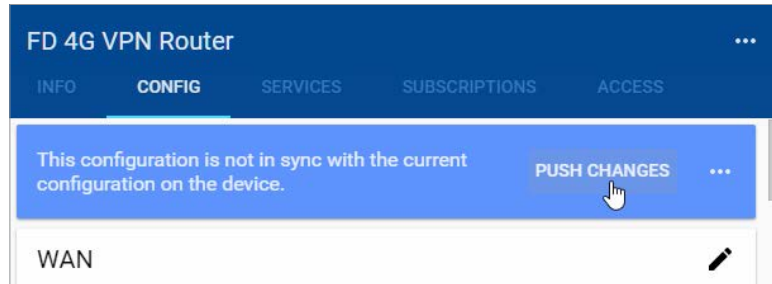 FD 4G VPN Router
INFO CONFIG SERVICES SUBSCRIPTIONS ACCESS
This configuration is not in sync with the current
configuration on the device.
PUSH CHANGES
WAN